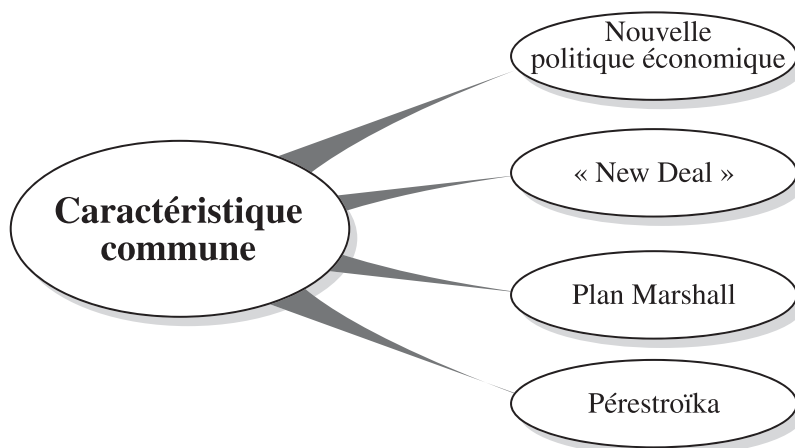 Nouvelle
politique économique
« New Deal »
Caractéristique
commune
Plan Marshall
Pérestroïka